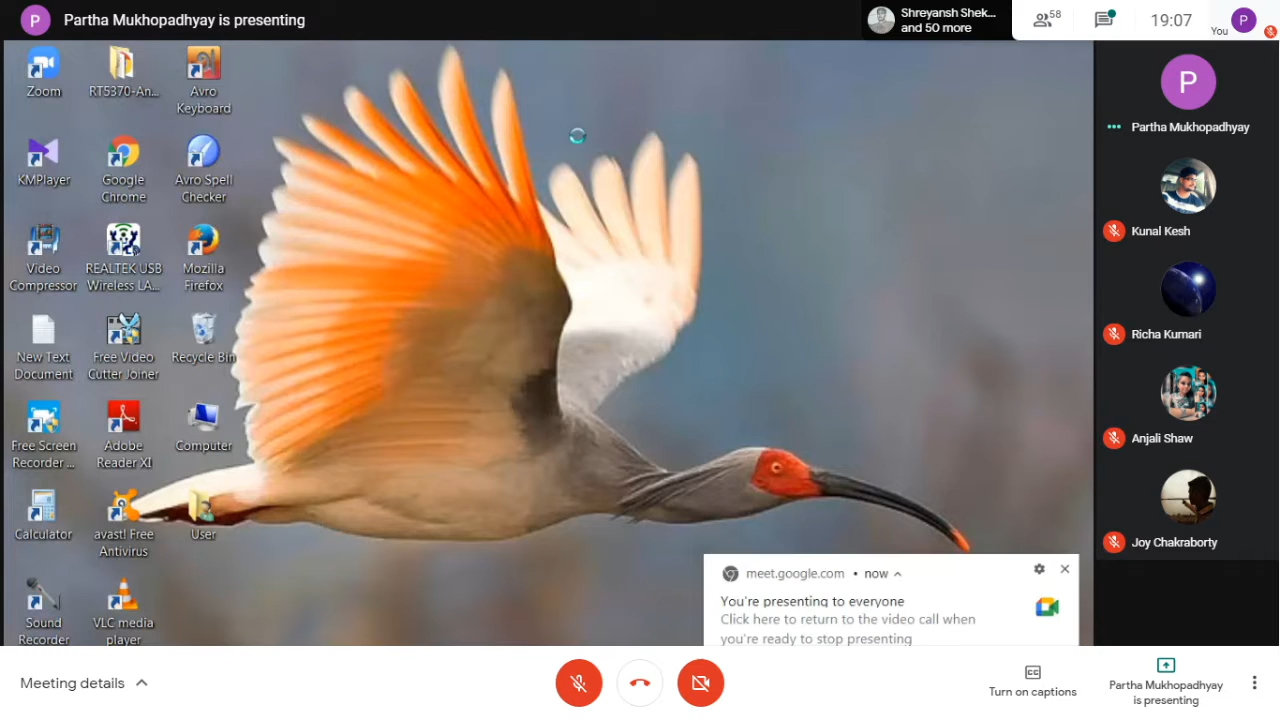 P
Partha Mukhopadhyay is presenting
Shreyansh Shek...
and 50 more
58
19:07
You
P
Zoom
RT5370-An...
Avro
Keyboard
KMPlayer
Google
Chrome
Avro Spell
Checker
Video
Compressor
REALTEK USB
Wireless LA...
Mozilla
Firefox
New Text
Document
Free Video
Cutter Joiner
Recycle Bin
Free Screen
Recorder ...
Adobe
Reader XI
Computer
Calculator
avast! Free
Antivirus
User
Sound
Recorder
VLC media
player
P
Partha Mukhopadhyay
Kunal Kesh
Richa Kumari
Anjali Shaw
Joy Chakraborty
meet.google.com • now
You're presenting to everyone
Click here to return to the video call when
you're ready to stop presenting
Meeting details
CC
Turn on captions
Partha Mukhopadhyay
is presenting